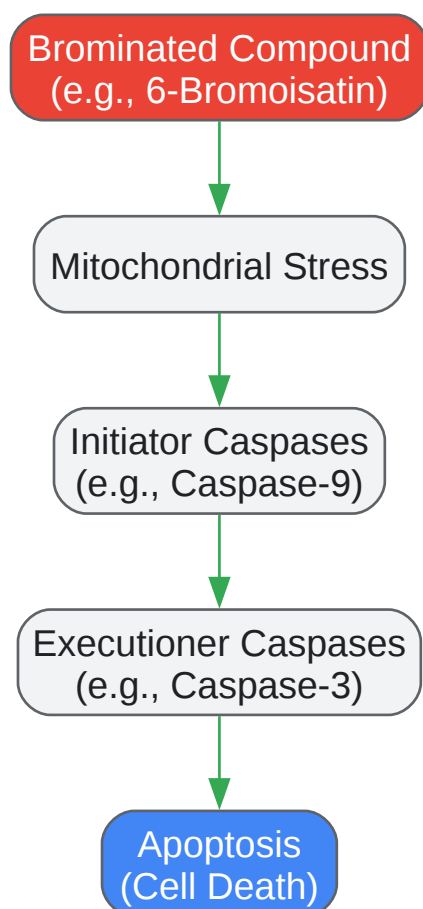 Brominated Compound
(e.g., 6-Bromoisatin)
Mitochondrial Stress
Initiator Caspases
(e.g., Caspase-9)
Executioner Caspases
(e.g., Caspase-3)
Apoptosis
(Cell Death)